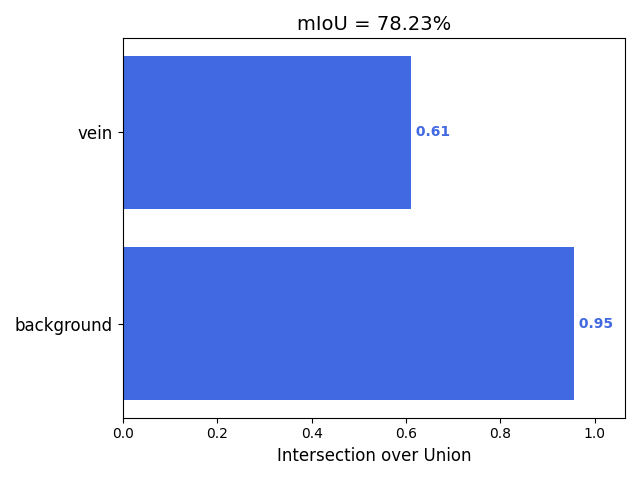 mIoU = 78.23%
vein
0.61
background
0.95
0.0 0.2 0.4 0.6 0.8 1.0
Intersection over Union